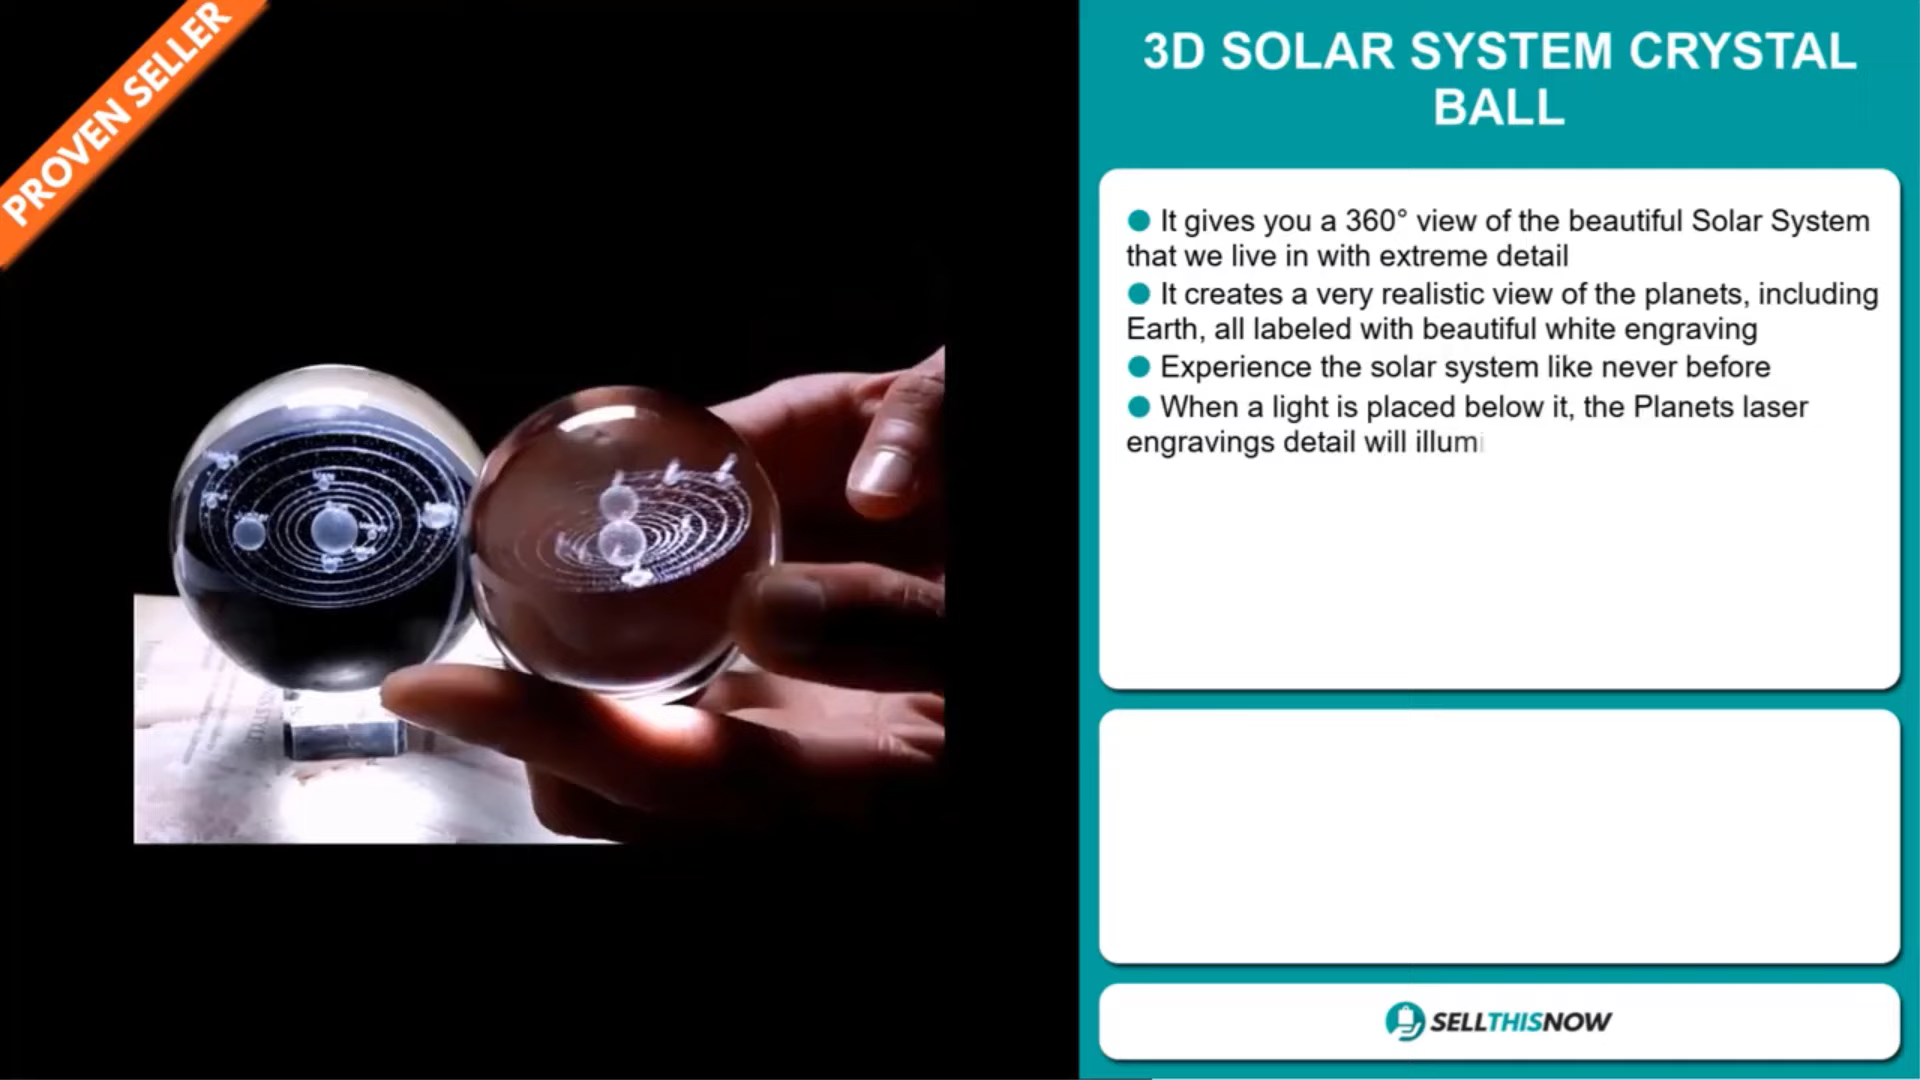 PROVEN SELLER
3D SOLAR SYSTEM CRYSTAL
BALL
● It gives you a 360° view of the beautiful Solar System
that we live in with extreme detail
● It creates a very realistic view of the planets, including
Earth, all labeled with beautiful white engraving
● Experience the solar system like never before
● When a light is placed below it, the Planets laser
engravings detail will illumi
SELLTHISNOW